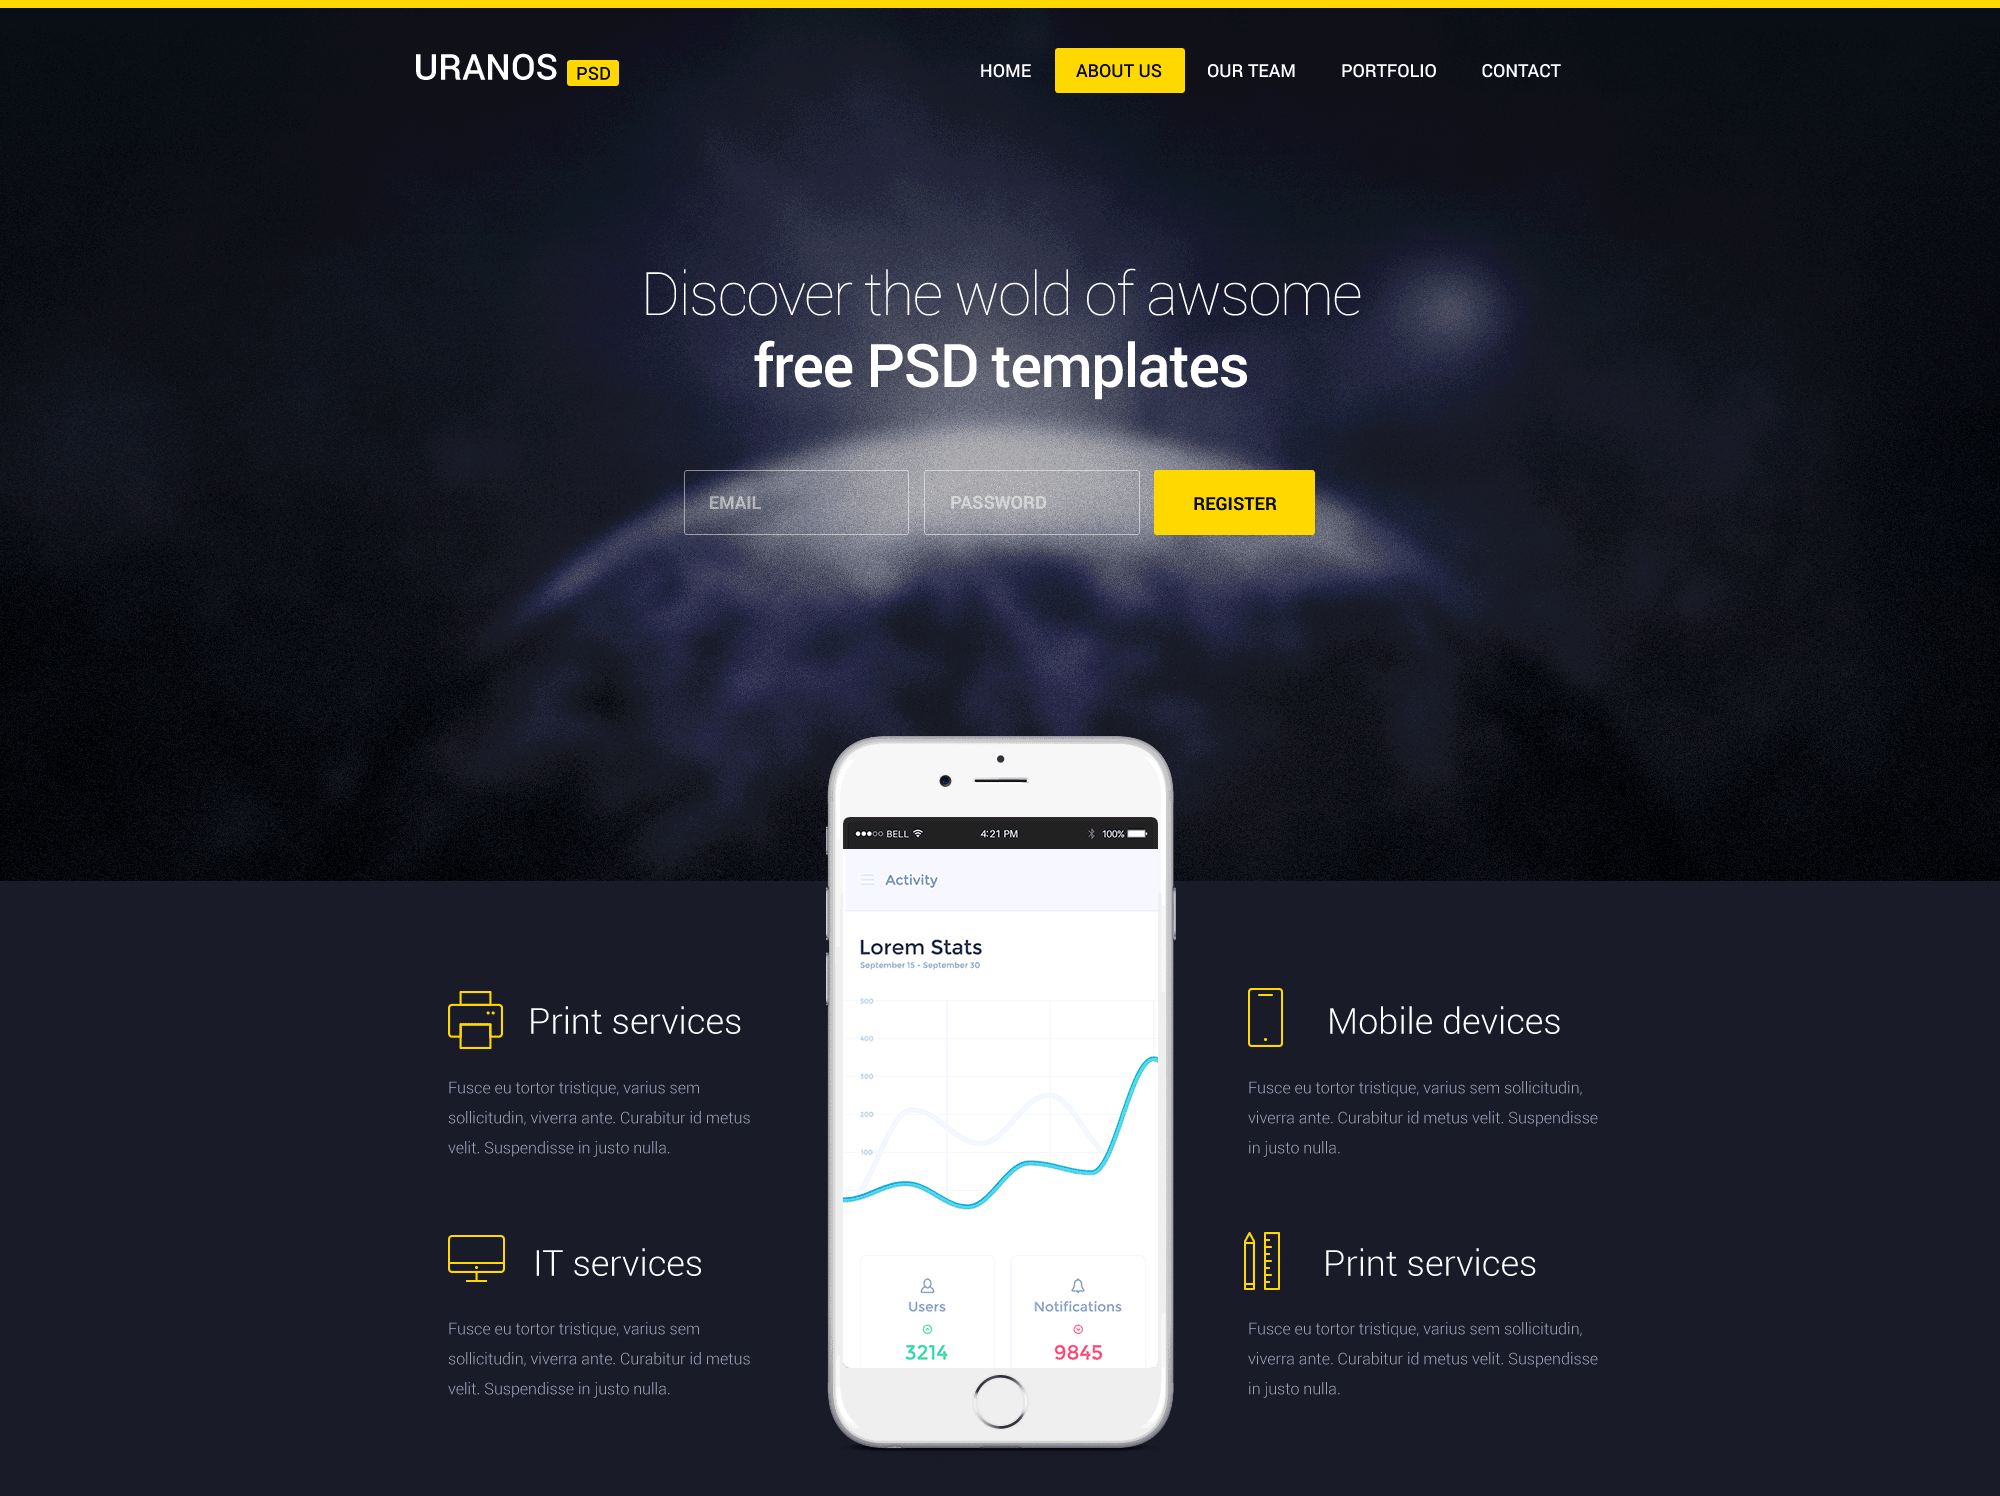 URANOS PSD
HOME ABOUT US OUR TEAM PORTFOLIO CONTACT
Discover the wold of awsome
free PSD templates
EMAIL PASSWORD REGISTER
BELL 4:21 PM 100%
Activity
Lorem Stats
September 15 - September 30
500
400
300
200
100
Users
3214
Notifications
9845
Print services
Fusce eu tortor tristique, varius sem
sollicitudin, viverra ante. Curabitur id metus
velit. Suspendisse in justo nulla.
IT services
Fusce eu tortor tristique, varius sem
sollicitudin, viverra ante. Curabitur id metus
velit. Suspendisse in justo nulla.
Mobile devices
Fusce eu tortor tristique, varius sem sollicitudin,
viverra ante. Curabitur id metus velit. Suspendisse
in justo nulla.
Print services
Fusce eu tortor tristique, varius sem sollicitudin,
viverra ante. Curabitur id metus velit. Suspendisse
in justo nulla.